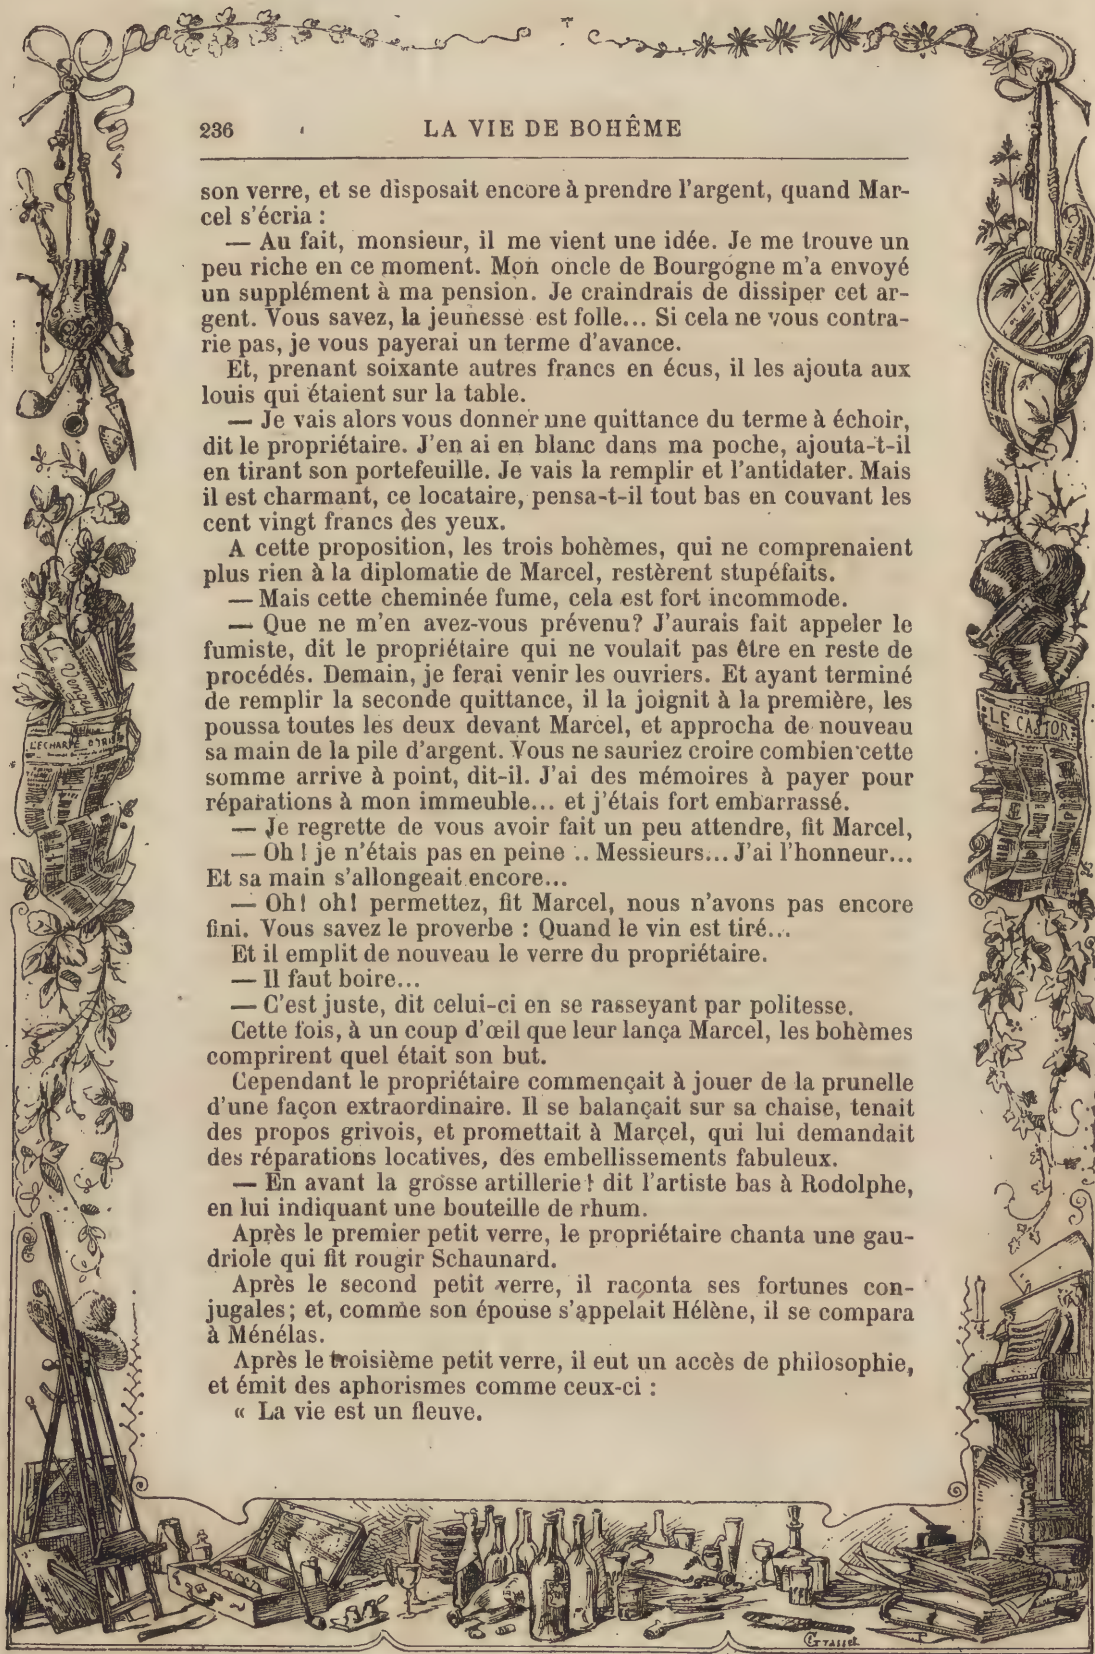 236 LA VIE DE BOHÊME
son verre, et se disposait encore à prendre l'argent, quand Mar-
cel s'écria :
— Au fait, monsieur, il me vient une idée. Je me trouve un
peu riche en ce moment. Mon oncle de Bourgogne m'a envoyé
un supplément à ma pension. Je craindrais de dissiper cet ar-
gent. Vous savez, la jeunesse est folle... Si cela ne vous contra-
rie pas, je vous payerai un terme d'avance.
Et, prenant soixante autres francs en écus, il les ajouta aux
louis qui étaient sur la table.
— Je vais alors vous donner une quittance du terme à échoir,
dit le propriétaire. J'en ai en blanc dans ma poche, ajouta-t-il
en tirant son portefeuille. Je vais la remplir et l'antidater. Mais
il est charmant, ce locataire, pensa-t-il tout bas en couvant les
cent vingt francs des yeux.
A cette proposition, les trois bohèmes, qui ne comprenaient
plus rien à la diplomatie de Marcel, restèrent stupéfaits.
— Mais cette cheminée fume, cela est fort incommode.
— Que ne m'en avez-vous prévenu? J'aurais fait appeler le
fumiste, dit le propriétaire qui ne voulait pas être en reste de
procédés. Demain, je ferai venir les ouvriers. Et ayant terminé
de remplir la seconde quittance, il la joignit à la première, les
poussa toutes les deux devant Marcel, et approcha de nouveau
sa main de la pile d'argent. Vous ne sauriez croire combien cette
somme arrive à point, dit-il. J'ai des mémoires à payer pour
réparations à mon immeuble... et j'étais fort embarrassé.
— Je regrette de vous avoir fait un peu attendre, fit Marcel,
— Oh ! je n'étais pas en peine .. Messieurs... J'ai l'honneur...
Et sa main s'allongeait encore...
— Oh! oh! permettez, fit Marcel, nous n'avons pas encore
fini. Vous savez le proverbe : Quand le vin est tiré...
Et il emplit de nouveau le verre du propriétaire.
— Il faut boire...
— C'est juste, dit celui-ci en se rasseyant par politesse.
Cette fois, à un coup d'œil que leur lança Marcel, les bohèmes
comprirent quel était son but.
Cependant le propriétaire commençait à jouer de la prunelle
d'une façon extraordinaire. Il se balançait sur sa chaise, tenait
des propos grivois, et promettait à Marcel, qui lui demandait
des réparations locatives, des embellissements fabuleux.
— En avant la grosse artillerie ! dit l'artiste bas à Rodolphe,
en lui indiquant une bouteille de rhum.
Après le premier petit verre, le propriétaire chanta une gau-
driole qui fit rougir Schaunard.
Après le second petit verre, il raconta ses fortunes con-
jugales; et, comme son épouse s'appelait Hélène, il se compara
à Ménélas.
Après le troisième petit verre, il eut un accès de philosophie,
et émit des aphorismes comme ceux-ci :
« La vie est un fleuve.
Le Vengeur
L'ÉCHARPE D'IRIS
LE CASTOR
GRASSET